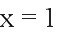 x = 1